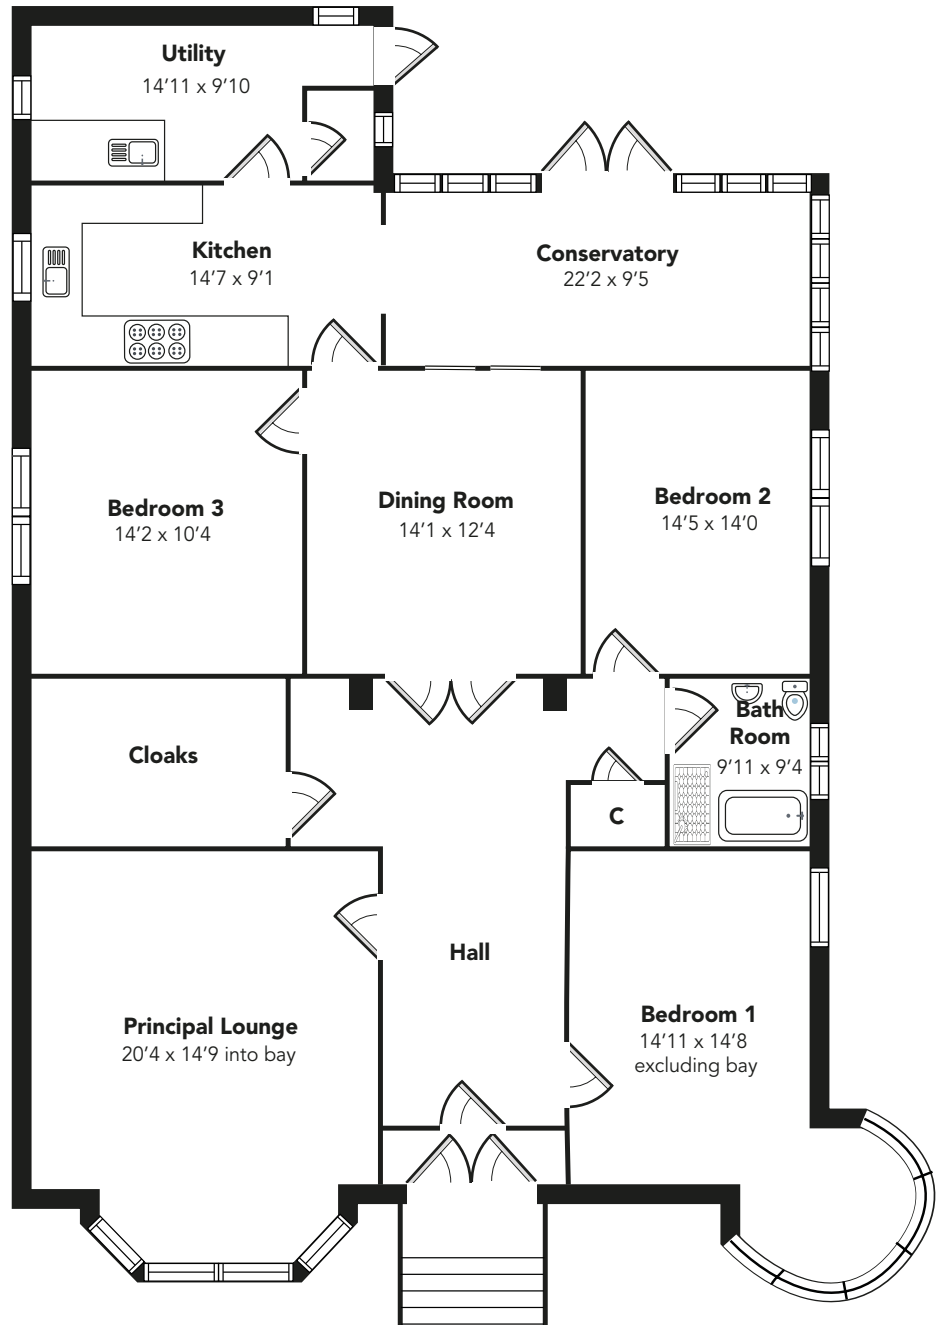 Utility
14'11 x 9'10
Kitchen
14'7 x 9'1
Conservatory
22'2 x 9'5
Bedroom 3
14'2 x 10'4
Dining Room
14'1 x 12'4
Bedroom 2
14'5 x 14'0
Cloaks
Bath
Room
9'11 x 9'4
C
Hall
Principal Lounge
20'4 x 14'9 into bay
Bedroom 1
14'11 x 14'8
excluding bay